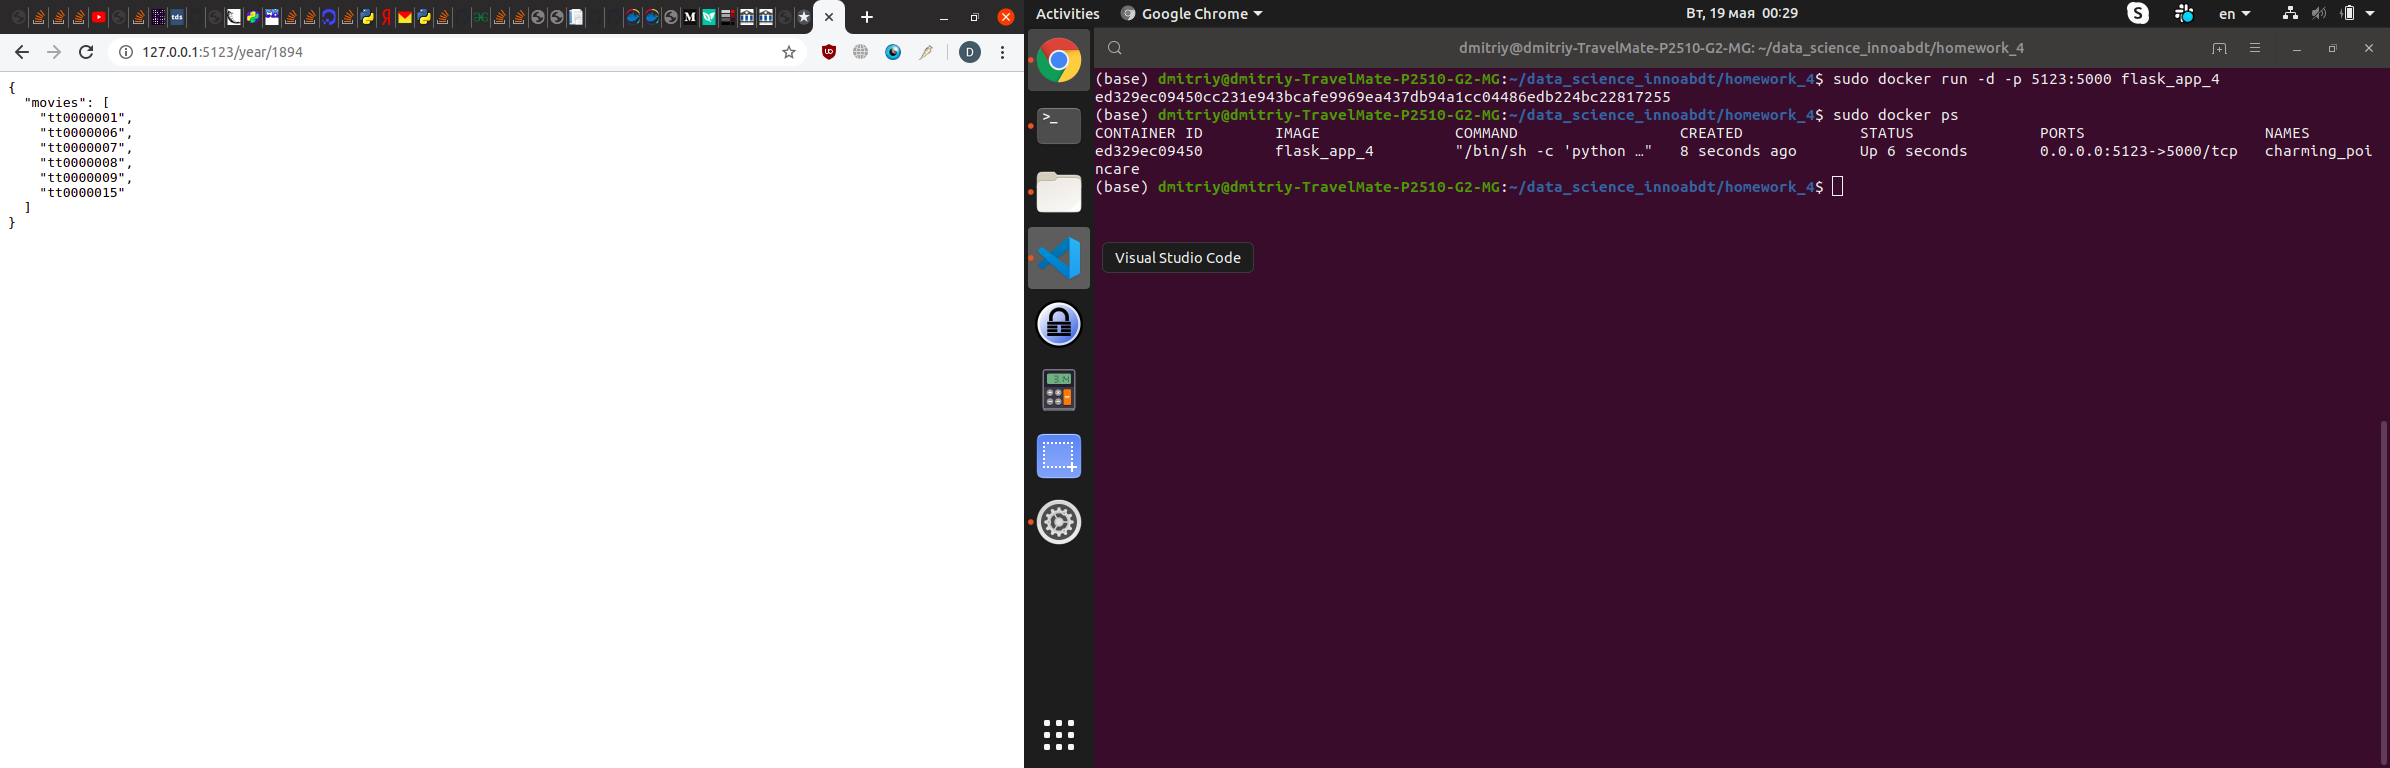 127.0.0.1:5123/year/1894
D
{
"movies": [
"tt0000001",
"tt0000006",
"tt0000007",
"tt0000008",
"tt0000009",
"tt0000015"
]
}
Activities Google Chrome Вт, 19 мая 00:29 en
dmitriy@dmitriy-TravelMate-P2510-G2-MG: ~/data_science_innoabdt/homework_4
(base) dmitriy@dmitriy-TravelMate-P2510-G2-MG:~/data_science_innoabdt/homework_4$ sudo docker run -d -p 5123:5000 flask_app_4
ed329ec09450cc231e943bcafe9969ea437db94a1cc04486edb224bc22817255
(base) dmitriy@dmitriy-TravelMate-P2510-G2-MG:~/data_science_innoabdt/homework_4$ sudo docker ps
CONTAINER ID IMAGE COMMAND CREATED STATUS PORTS NAMES
ed329ec09450 flask_app_4 "/bin/sh -c 'python …" 8 seconds ago Up 6 seconds 0.0.0.0:5123->5000/tcp charming_poi
ncare
(base) dmitriy@dmitriy-TravelMate-P2510-G2-MG:~/data_science_innoabdt/homework_4$
Visual Studio Code